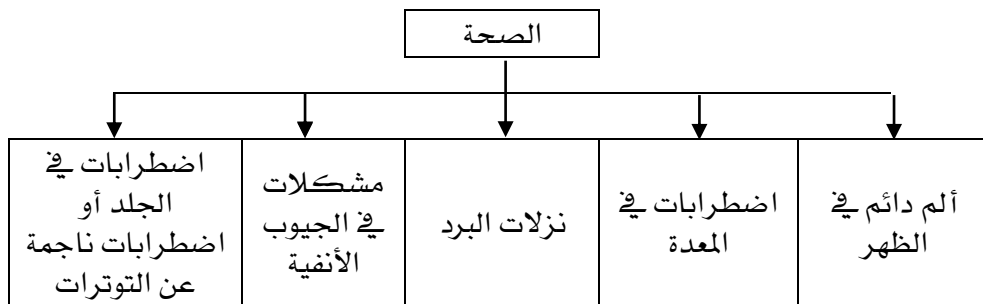 الصحة
ألم دائم في
الظهر
اضطرابات في
المعدة
نزلات البرد
مشكلات
في الجيوب
الأنفية
اضطرابات في
الجلد أو
اضطرابات ناجمة
عن التوترات